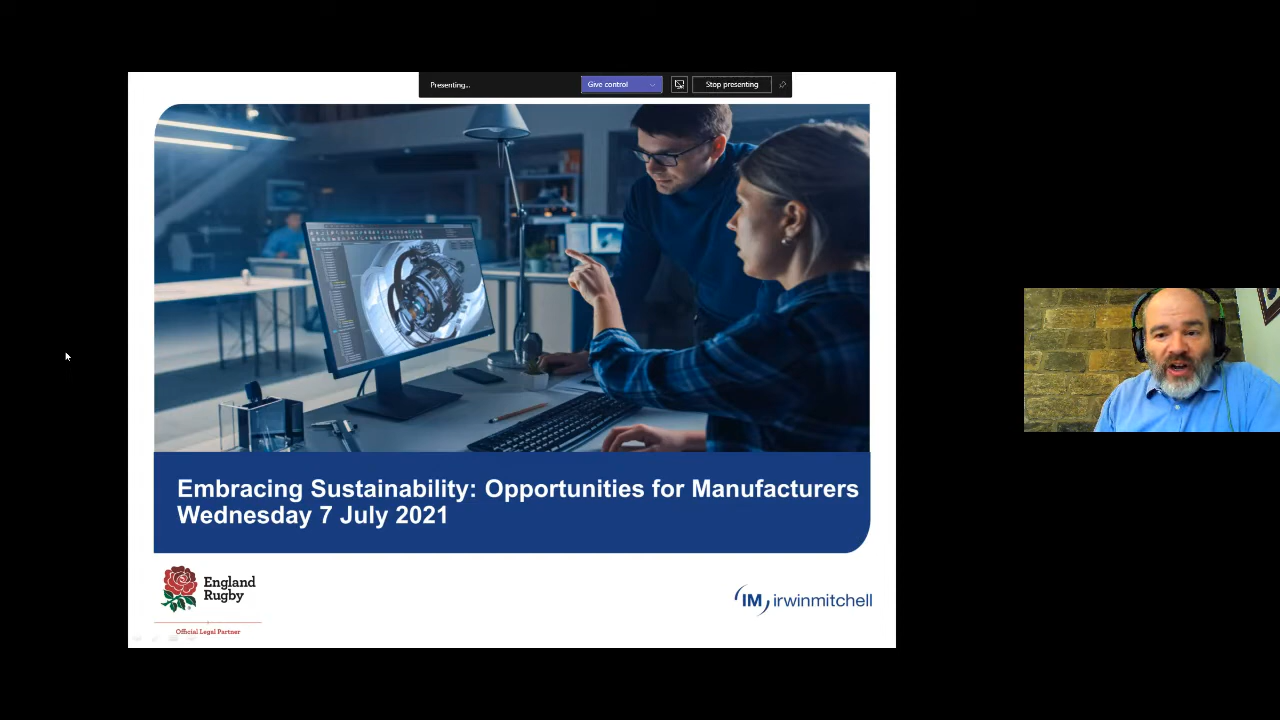 Presenting...
Give control
Stop presenting
Embracing Sustainability: Opportunities for Manufacturers
Wednesday 7 July 2021
England
Rugby
Official Legal Partner
IM irwinmitchell